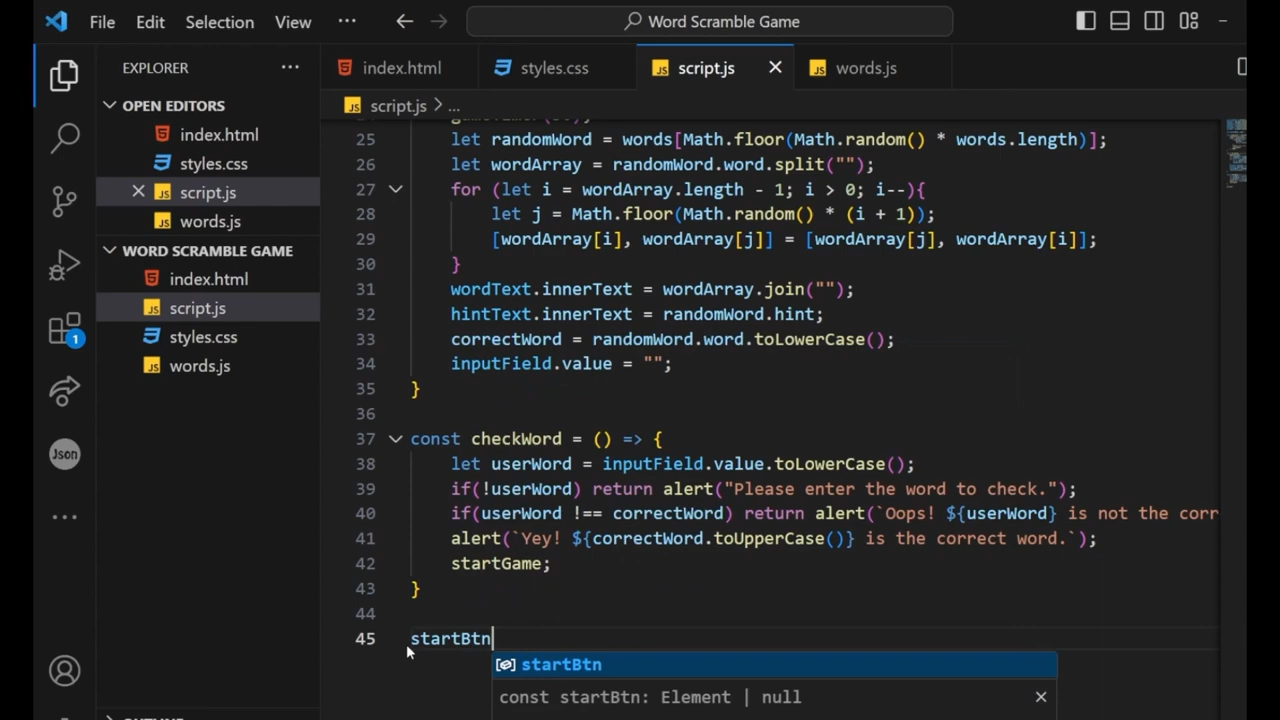 File Edit Selection View ... Word Scramble Game
EXPLORER ...
index.html styles.css script.js words.js
OPEN EDITORS
index.html
styles.css
script.js
words.js
WORD SCRAMBLE GAME
index.html
script.js
styles.css
words.js
1
Json
script.js > ...
25 let randomWord = words[Math.floor(Math.random() * words.length)];
26 let wordArray = randomWord.word.split("");
27 for (let i = wordArray.length - 1; i > 0; i--){
28 let j = Math.floor(Math.random() * (i + 1));
29 [wordArray[i], wordArray[j]] = [wordArray[j], wordArray[i]];
30 }
31 wordText.innerText = wordArray.join("");
32 hintText.innerText = randomWord.hint;
33 correctWord = randomWord.word.toLowerCase();
34 inputField.value = "";
35 }
36
37 const checkWord = () => {
38 let userWord = inputField.value.toLowerCase();
39 if(!userWord) return alert("Please enter the word to check.");
40 if(userWord !== correctWord) return alert(`Oops! ${userWord} is not the corr
41 alert(`Yey! ${correctWord.toUpperCase()} is the correct word.`);
42 startGame;
43 }
44
45 startBtn
startBtn
const startBtn: Element | null